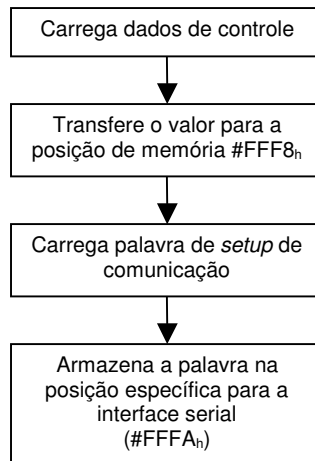 Carrega dados de controle
Transfere o valor para a
posição de memória #FFF8h
Carrega palavra de setup de
comunicação
Armazena a palavra na
posição específica para a
interface serial
(#FFFAh)